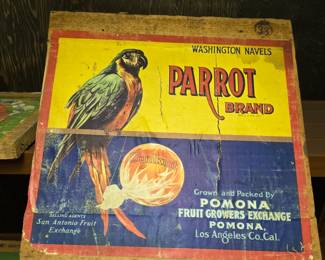 WASHINGTON NAVELS
PARROT
BRAND
Grown and Packed By
POMONA
FRUIT GROWERS EXCHANGE
POMONA,
Los Angeles Co. Cal.
SELLING AGENTS
San Antonio Fruit
Exchange